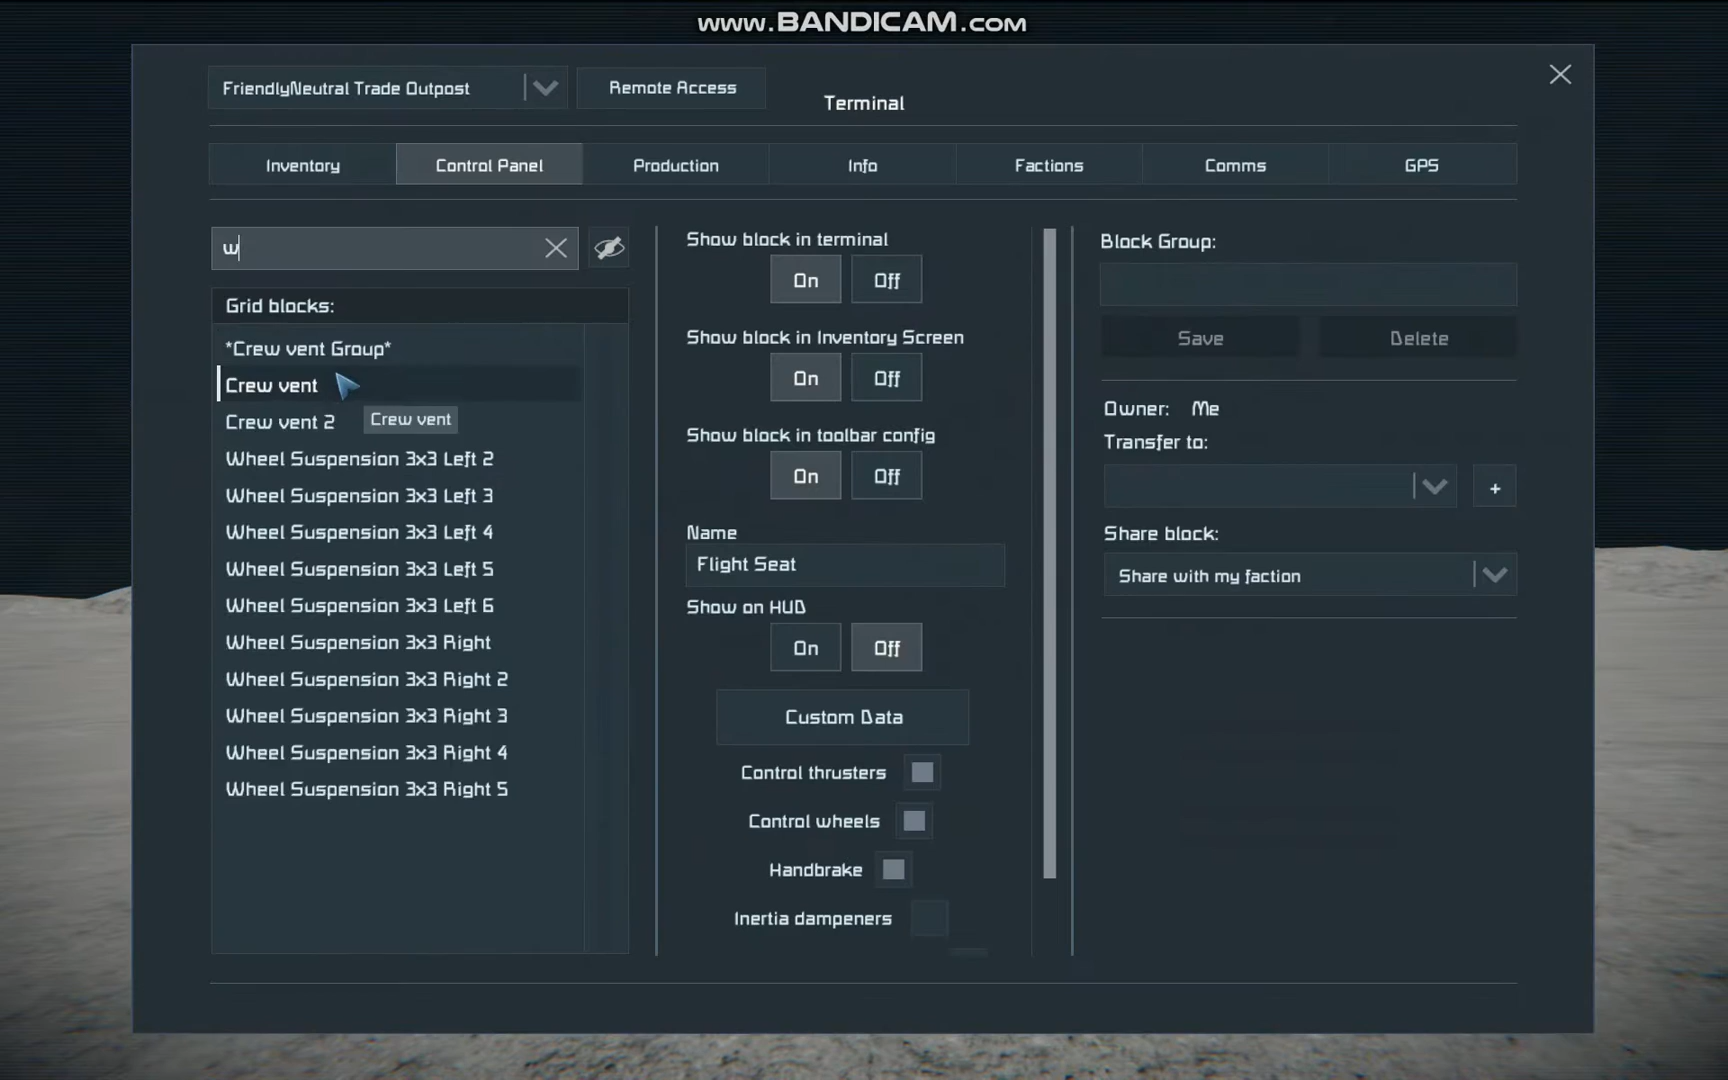 www.BANDICAM.com
FriendlyNeutral Trade Outpost
Remote Access
Terminal
Inventory
Control Panel
Production
Info
Factions
Comms
GPS
w
Grid blocks:
*Crew vent Group*
Crew vent
Crew vent 2
Crew vent
Wheel Suspension 3x3 Left 2
Wheel Suspension 3x3 Left 3
Wheel Suspension 3x3 Left 4
Wheel Suspension 3x3 Left 5
Wheel Suspension 3x3 Left 6
Wheel Suspension 3x3 Right
Wheel Suspension 3x3 Right 2
Wheel Suspension 3x3 Right 3
Wheel Suspension 3x3 Right 4
Wheel Suspension 3x3 Right 5
Show block in terminal
On
Off
Show block in Inventory Screen
On
Off
Show block in toolbar config
On
Off
Name
Flight Seat
Show on HUD
On
Off
Custom Data
Control thrusters
Control wheels
Handbrake
Inertia dampeners
Block Group:
Save
Delete
Owner: Me
Transfer to:
+
Share block:
Share with my faction